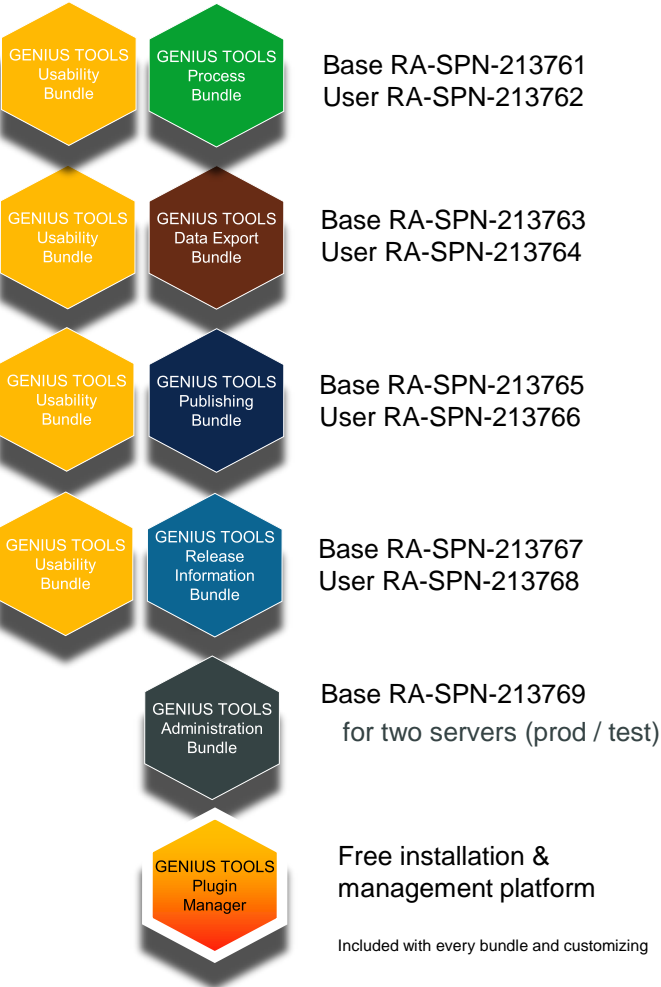 GENIUS TOOLS
Usability
Bundle
GENIUS TOOLS
Process
Bundle
Base RA-SPN-213761
User RA-SPN-213762
GENIUS TOOLS
Usability
Bundle
GENIUS TOOLS
Data Export
Bundle
Base RA-SPN-213763
User RA-SPN-213764
GENIUS TOOLS
Usability
Bundle
GENIUS TOOLS
Publishing
Bundle
Base RA-SPN-213765
User RA-SPN-213766
GENIUS TOOLS
Usability
Bundle
GENIUS TOOLS
Release
Information
Bundle
Base RA-SPN-213767
User RA-SPN-213768
GENIUS TOOLS
Administration
Bundle
Base RA-SPN-213769
for two servers (prod / test)
GENIUS TOOLS
Plugin
Manager
Free installation &
management platform
Included with every bundle and customizing